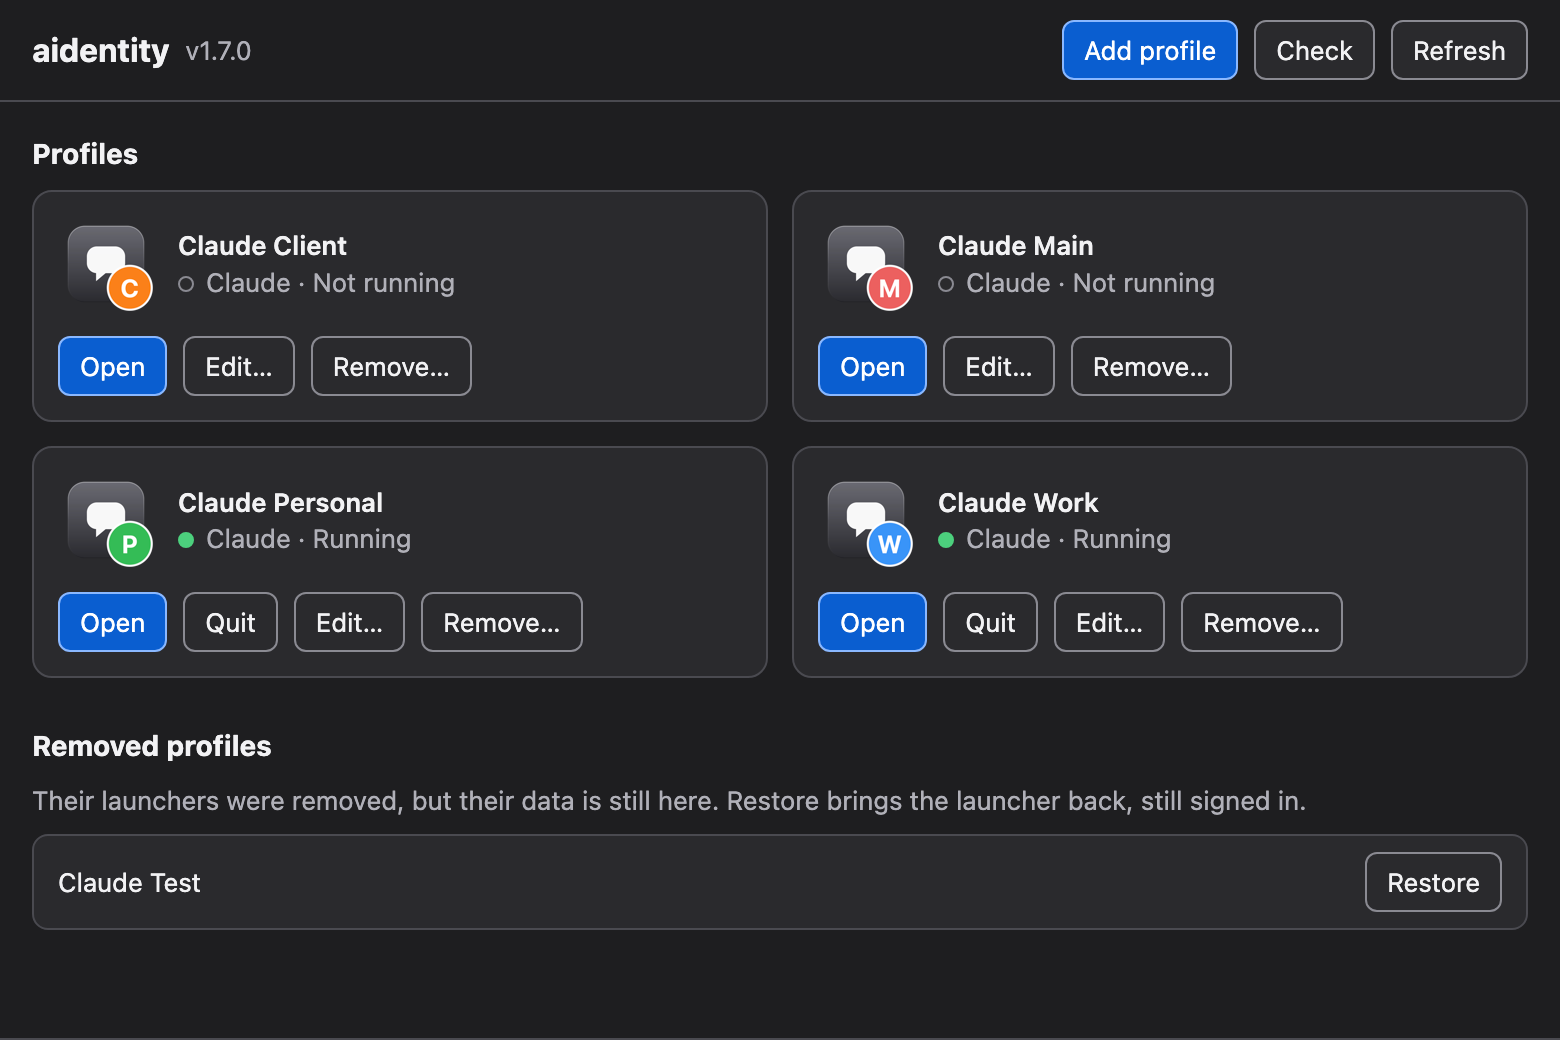 aidentity v1.7.0 Add profile Check Refresh
Profiles
Claude Client
Claude · Not running
C
Open Edit... Remove...
Claude Main
Claude · Not running
M
Open Edit... Remove...
Claude Personal
Claude · Running
P
Open Quit Edit... Remove...
Claude Work
Claude · Running
W
Open Quit Edit... Remove...
Removed profiles
Their launchers were removed, but their data is still here. Restore brings the launcher back, still signed in.
Claude Test Restore